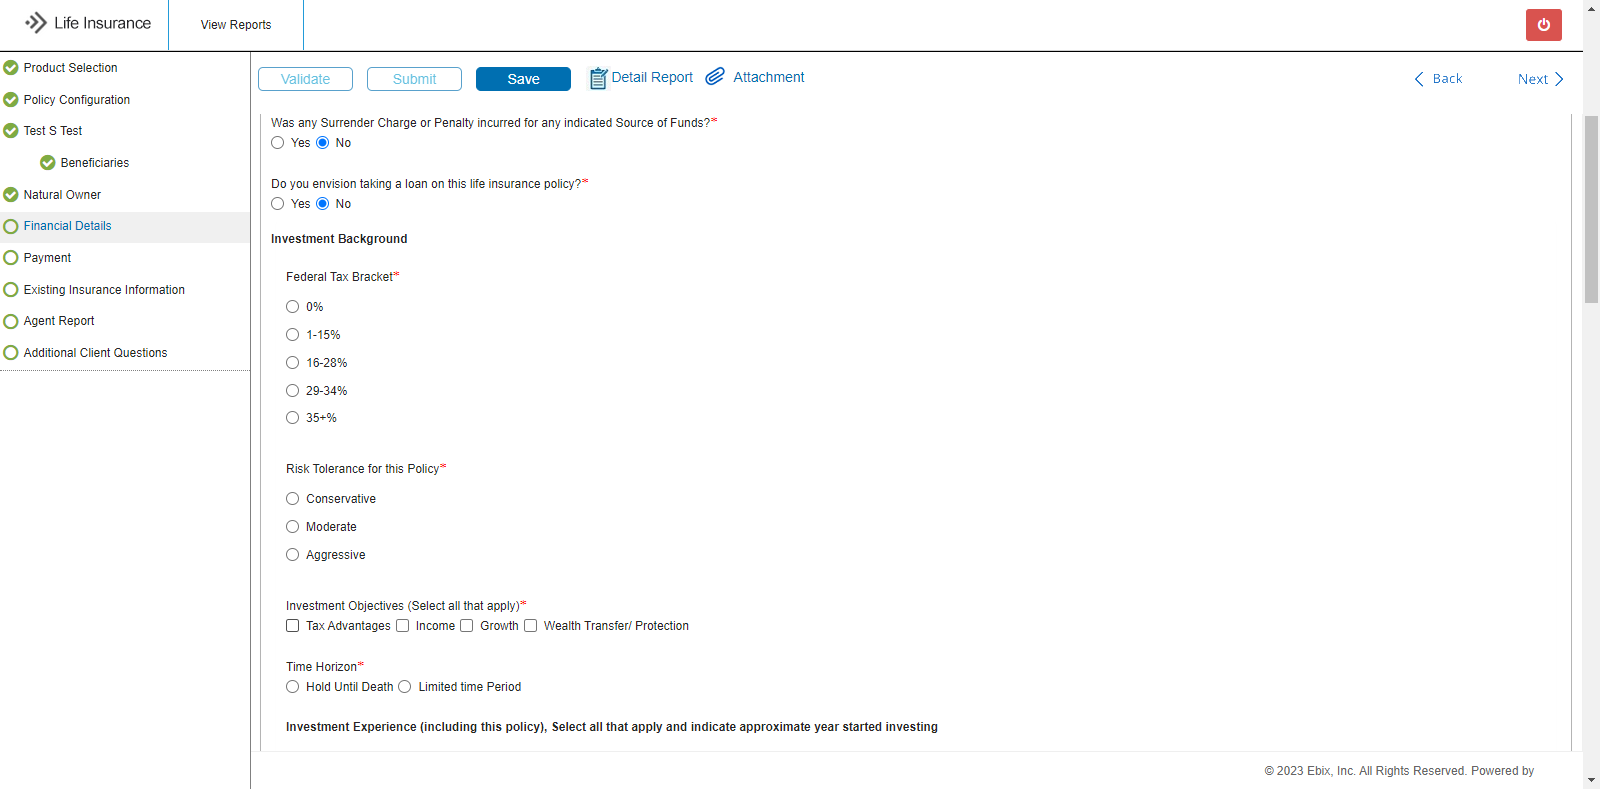 Life Insurance
View Reports
Product Selection
Policy Configuration
Test S Test
Beneficiaries
Natural Owner
Financial Details
Payment
Existing Insurance Information
Agent Report
Additional Client Questions
Validate Submit Save Detail Report Attachment Back Next
Was any Surrender Charge or Penalty incurred for any indicated Source of Funds?*
Yes No
Do you envision taking a loan on this life insurance policy?*
Yes No
Investment Background
Federal Tax Bracket*
0%
1-15%
16-28%
29-34%
35+%
Risk Tolerance for this Policy*
Conservative
Moderate
Aggressive
Investment Objectives (Select all that apply)*
Tax Advantages Income Growth Wealth Transfer/ Protection
Time Horizon*
Hold Until Death Limited time Period
Investment Experience (including this policy), Select all that apply and indicate approximate year started investing
© 2023 Ebix, Inc. All Rights Reserved. Powered by